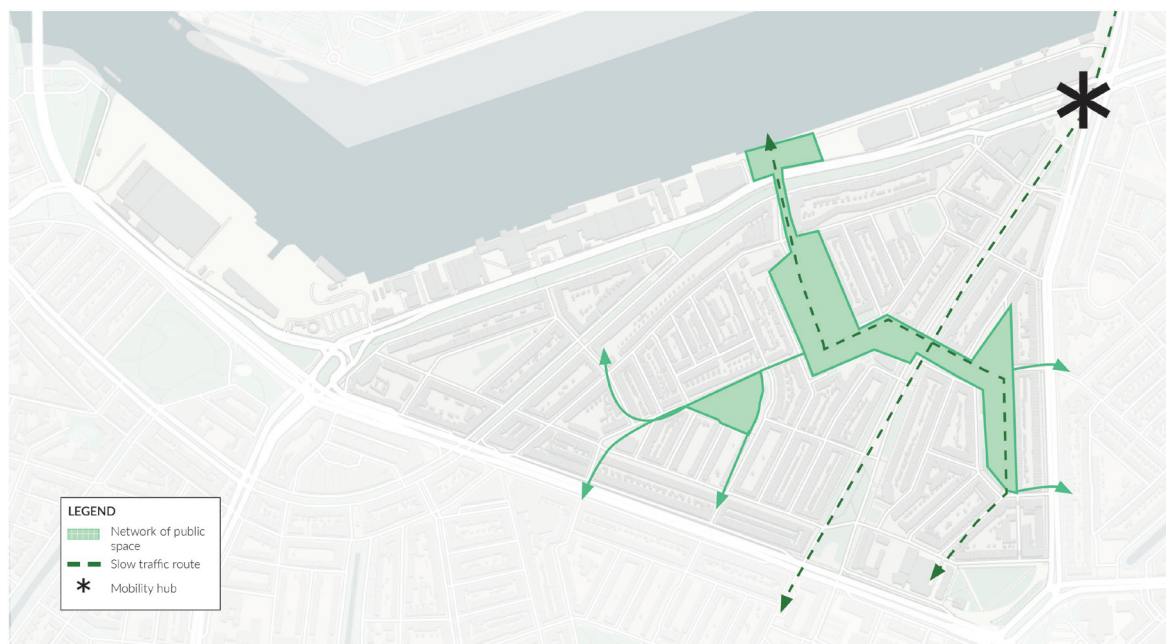 LEGEND
Network of public
space
Slow traffic route
Mobility hub